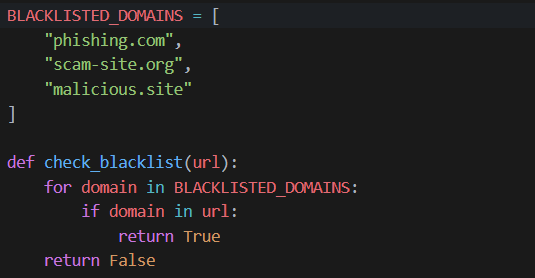 BLACKLISTED_DOMAINS = [
    "phishing.com",
    "scam-site.org",
    "malicious.site"
]

def check_blacklist(url):
    for domain in BLACKLISTED_DOMAINS:
        if domain in url:
            return True
    return False